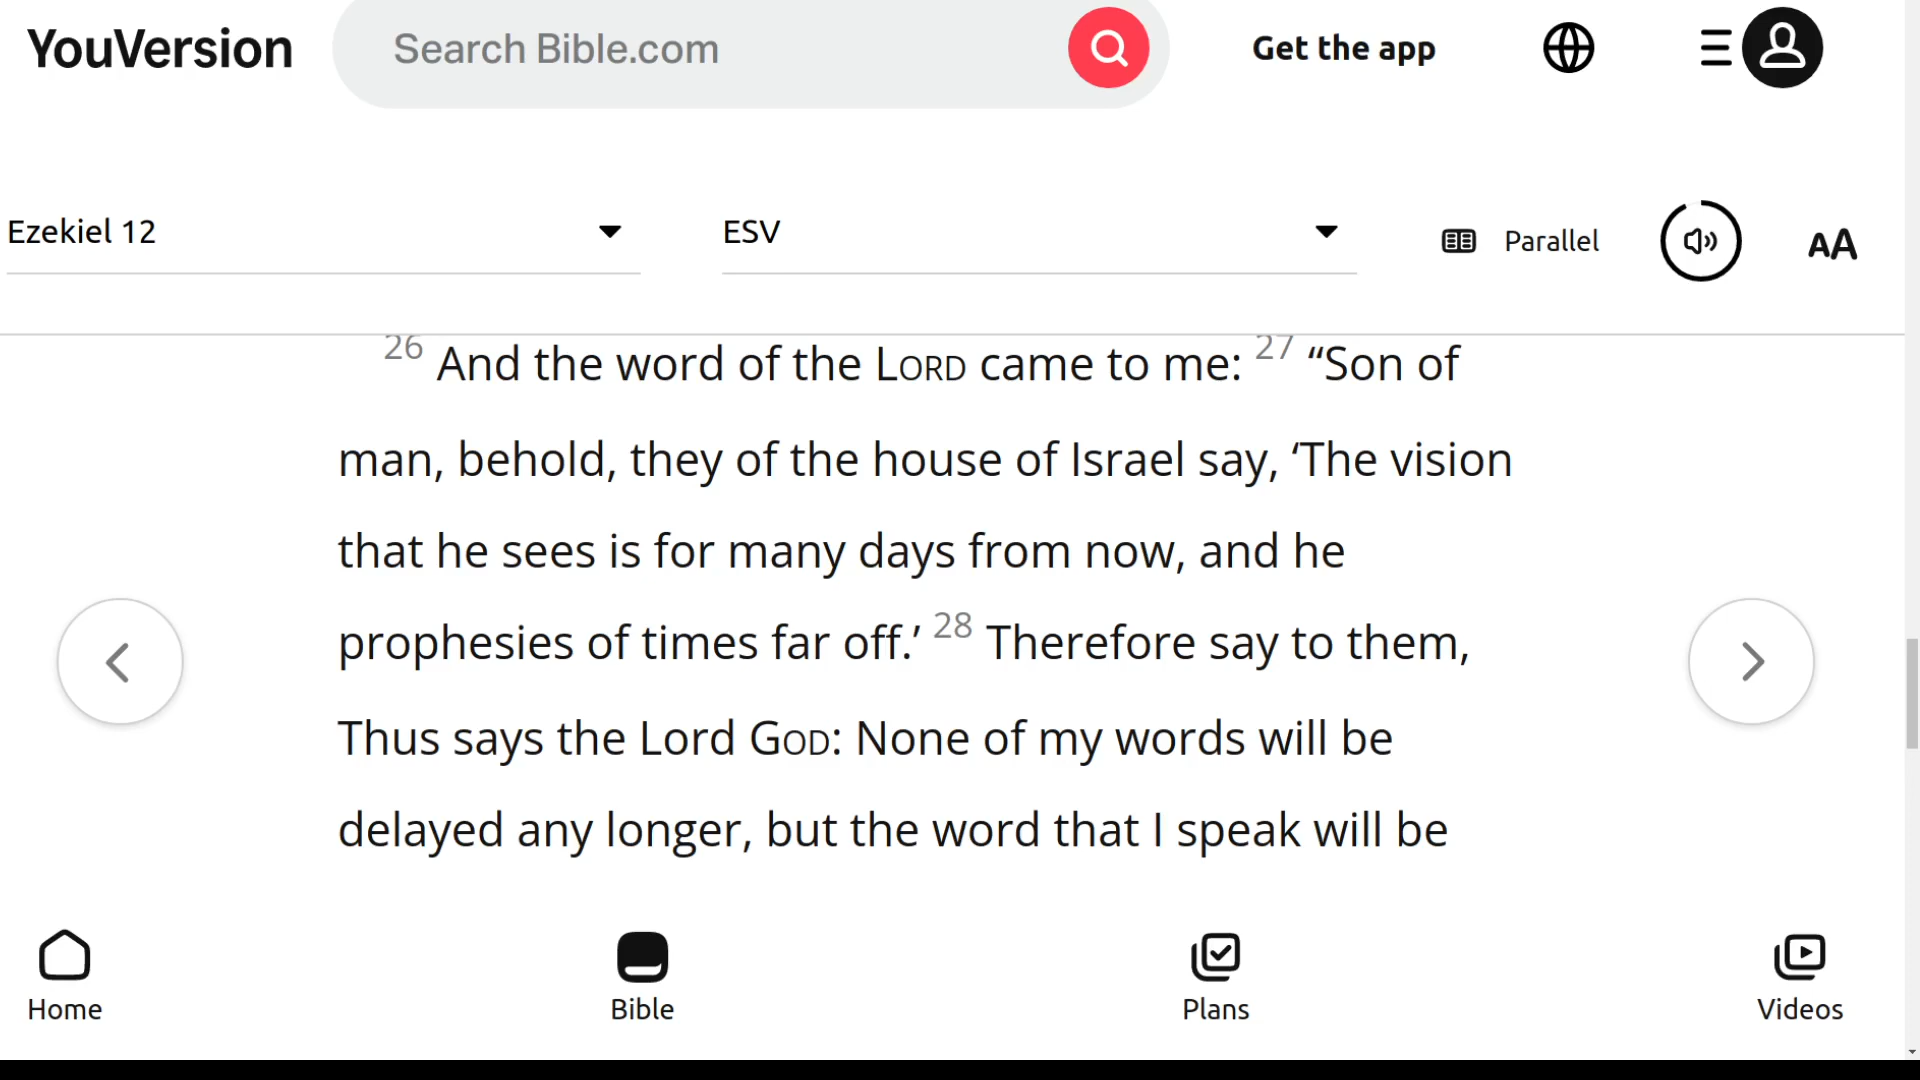 YouVersion
Search Bible.com
Get the app
Ezekiel 12
ESV
Parallel
AA
26 And the word of the LORD came to me: 27 “Son of
man, behold, they of the house of Israel say, ‘The vision
that he sees is for many days from now, and he
prophesies of times far off.’ 28 Therefore say to them,
Thus says the Lord GOD: None of my words will be
delayed any longer, but the word that I speak will be
Home
Bible
Plans
Videos